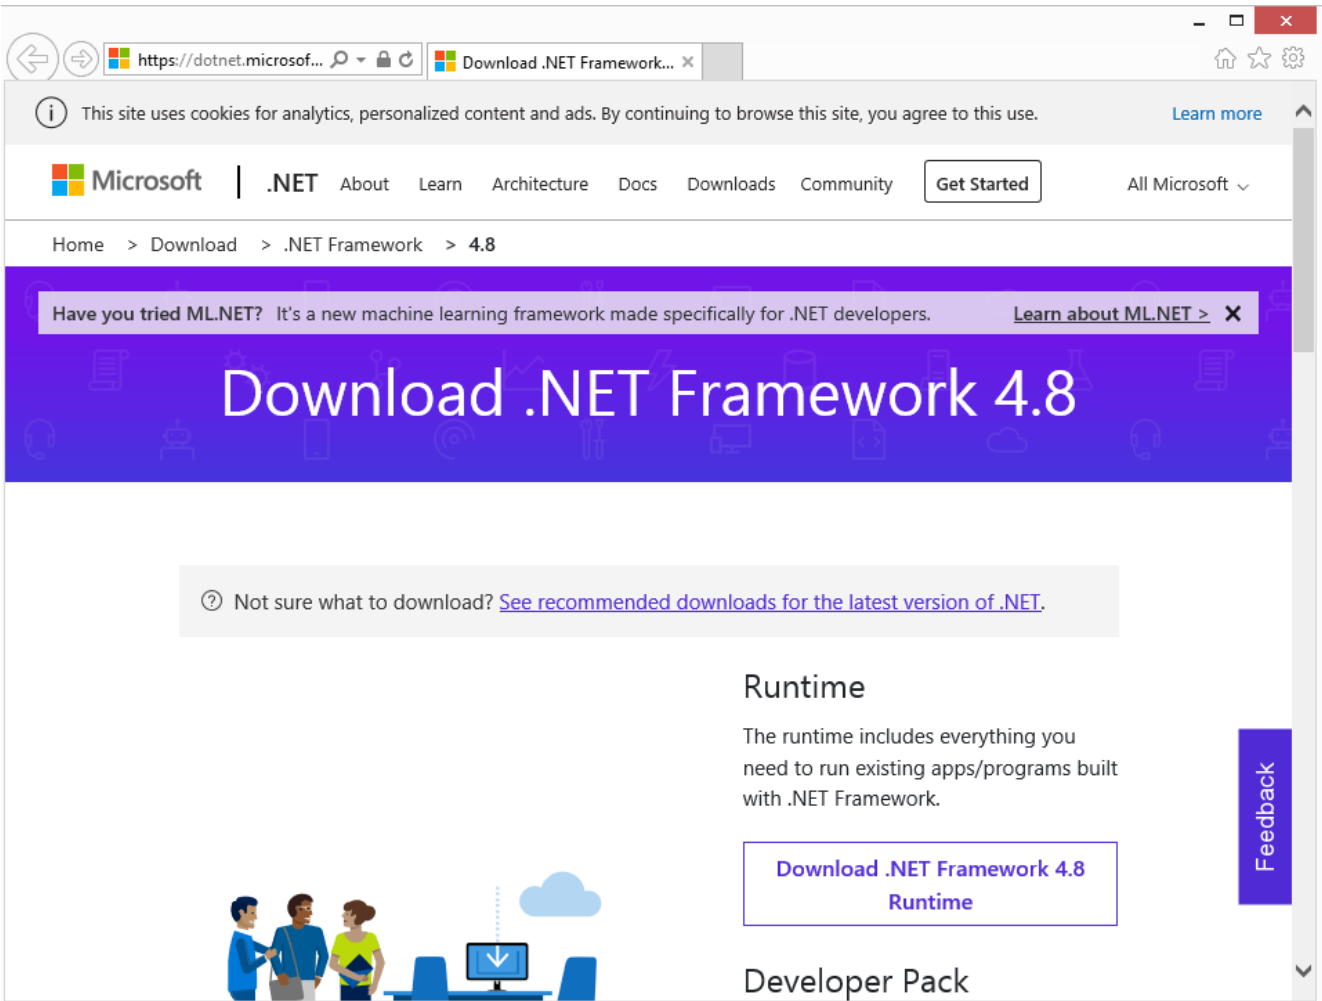 https://dotnet.microsof...
Download .NET Framework...
This site uses cookies for analytics, personalized content and ads. By continuing to browse this site, you agree to this use.
Learn more
Microsoft
.NET About Learn Architecture Docs Downloads Community Get Started All Microsoft
Home > Download > .NET Framework > 4.8
Have you tried ML.NET? It's a new machine learning framework made specifically for .NET developers. Learn about ML.NET >
Download .NET Framework 4.8
Not sure what to download? See recommended downloads for the latest version of .NET.
Runtime
The runtime includes everything you
need to run existing apps/programs built
with .NET Framework.
Download .NET Framework 4.8
Runtime
Feedback
Developer Pack